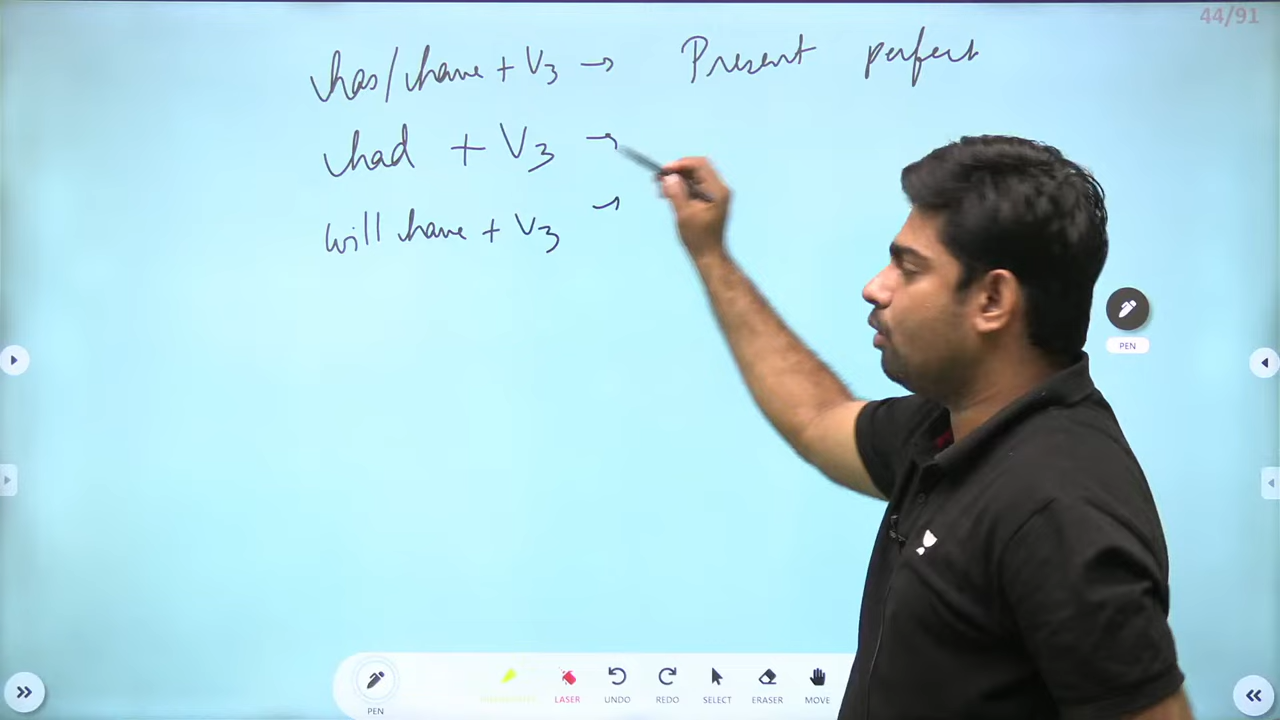 44/91
has/have + V3 → Present perfect
had + V3 →
will have + V3 →
PEN
PEN
LASER
UNDO
REDO
SELECT
ERASER
MOVE